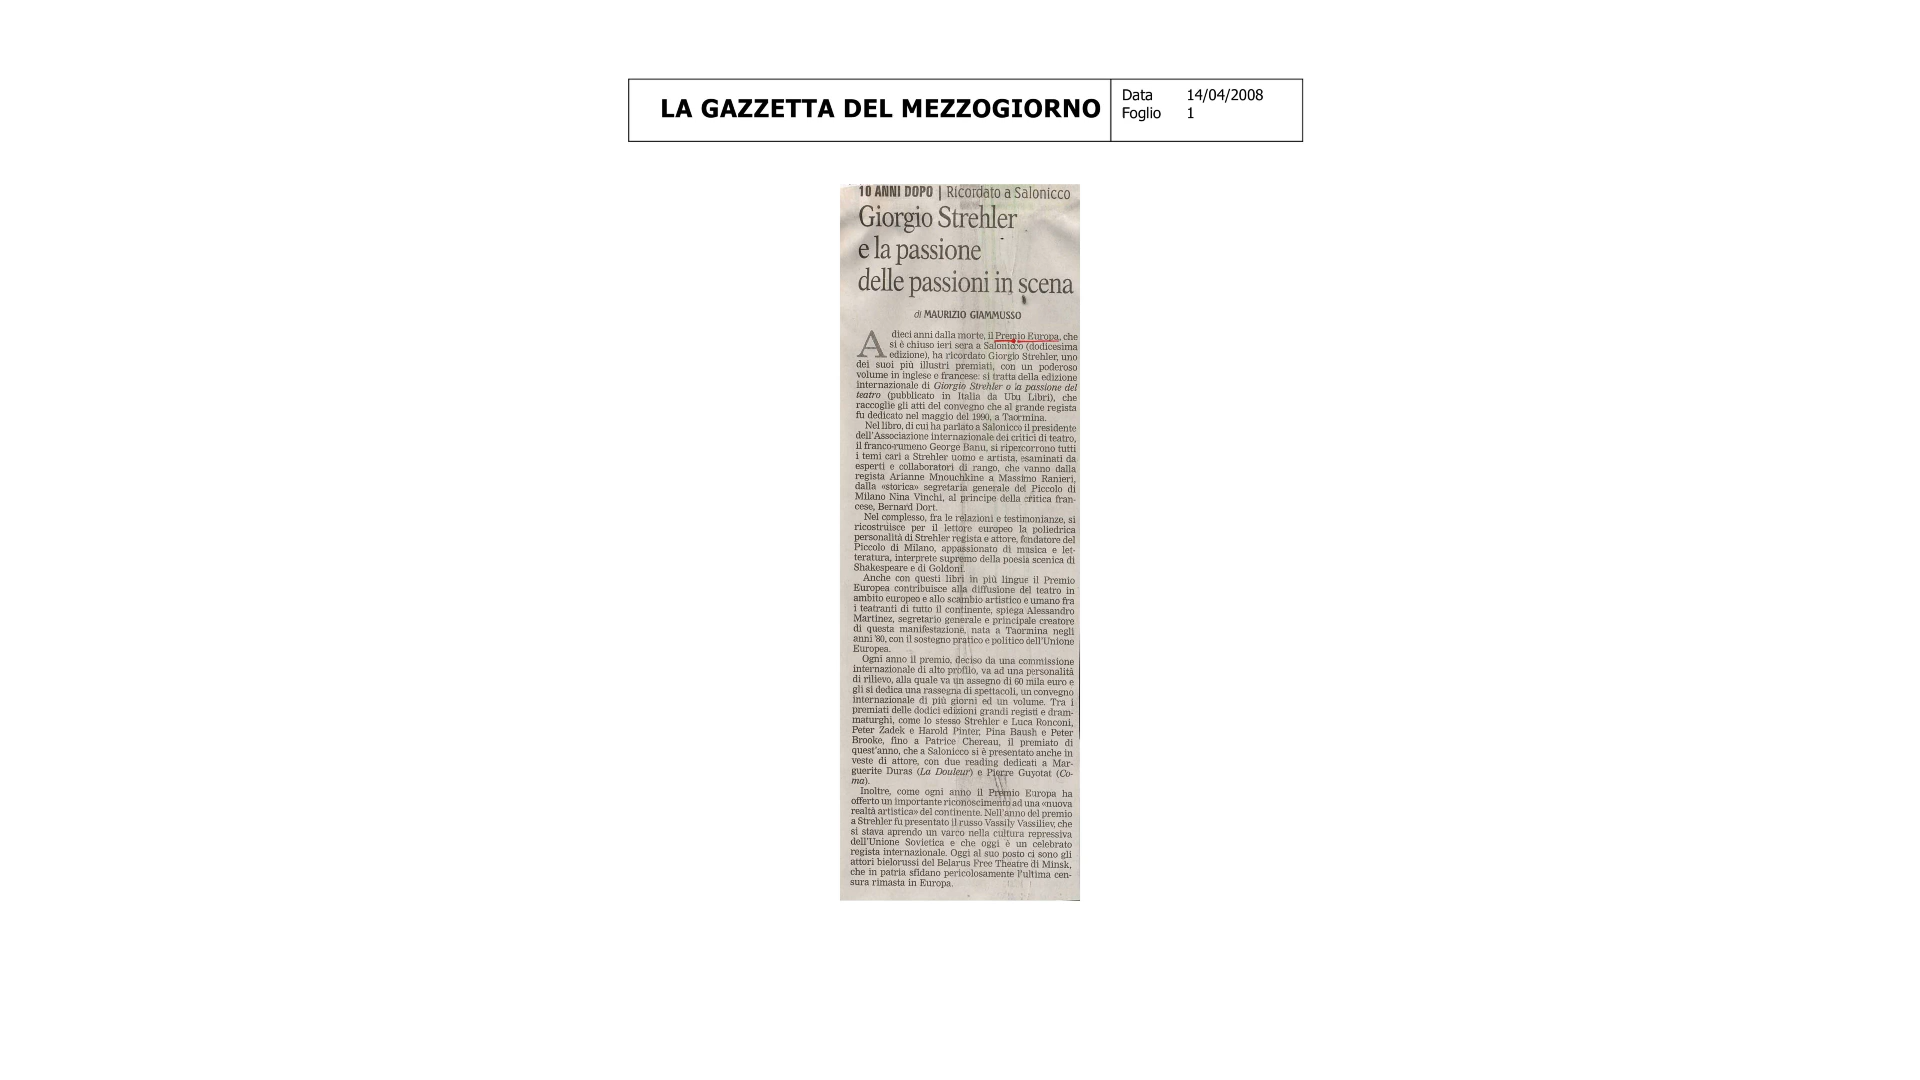 LA GAZZETTA DEL MEZZOGIORNO
Data 14/04/2008
Foglio 1
10 ANNI DOPO | Ricordato a Salonicco
Giorgio Strehler
e la passione
delle passioni in scena
di MAURIZIO GIAMMUSSO
A dieci anni dalla morte, il Premio Europa, che
si è chiuso ieri sera a Salonicco (dodicesima
edizione), ha ricordato Giorgio Strehler, uno
dei suoi più illustri premiati, con un poderoso
volume in inglese e francese: si tratta della edizione
internazionale di Giorgio Strehler o la passione del
teatro (pubblicato in Italia da Ubu Libri), che
raccoglie gli atti del convegno che al grande regista
fu dedicato nel maggio del 1990, a Taormina.
Nel libro, di cui ha parlato a Salonicco il presidente
dell'Associazione internazionale dei critici di teatro,
il franco-rumeno George Banu, si ripercorrono tutti
i temi cari a Strehler uomo e artista, esaminati da
esperti e collaboratori di rango, che vanno dalla
regista Arianne Mnouchkine a Massimo Ranieri,
dalla «storica» segretaria generale del Piccolo di
Milano Nina Vinchi, al principe della critica fran-
cese, Bernard Dort.
Nel complesso, fra le relazioni e testimonianze, si
ricostruisce per il lettore europeo la poliedrica
personalità di Strehler regista e attore, fondatore del
Piccolo di Milano, appassionato di musica e let-
teratura, interprete supremo della poesia scenica di
Shakespeare e di Goldoni.
Anche con questi libri in più lingue il Premio
Europea contribuisce alla diffusione del teatro in
ambito europeo e allo scambio artistico e umano fra
i teatranti di tutto il continente, spiega Alessandro
Martinez, segretario generale e principale creatore
di questa manifestazione, nata a Taormina negli
anni '80, con il sostegno pratico e politico dell'Unione
Europea.
Ogni anno il premio, deciso da una commissione
internazionale di alto profilo, va ad una personalità
di rilievo, alla quale va un assegno di 60 mila euro e
gli si dedica una rassegna di spettacoli, un convegno
internazionale di più giorni ed un volume. Tra i
premiati delle dodici edizioni grandi registi e dram-
maturghi, come lo stesso Strehler e Luca Ronconi,
Peter Zadek e Harold Pinter, Pina Baush e Peter
Brooke, fino a Patrice Chereau, il premiato di
quest'anno, che a Salonicco si è presentato anche in
veste di attore, con due reading dedicati a Mar-
guerite Duras (La Douleur) e Pierre Guyotat (Co-
ma).
Inoltre, come ogni anno il Premio Europa ha
offerto un importante riconoscimento ad una «nuova
realtà artistica» del continente. Nell'anno del premio
a Strehler fu presentato il russo Vassily Vassiliev, che
si stava aprendo un varco nella cultura repressiva
dell'Unione Sovietica e che oggi è un celebrato
regista internazionale. Oggi al suo posto ci sono gli
attori bielorussi del Belarus Free Theatre di Minsk,
che in patria sfidano pericolosamente l'ultima cen-
sura rimasta in Europa.